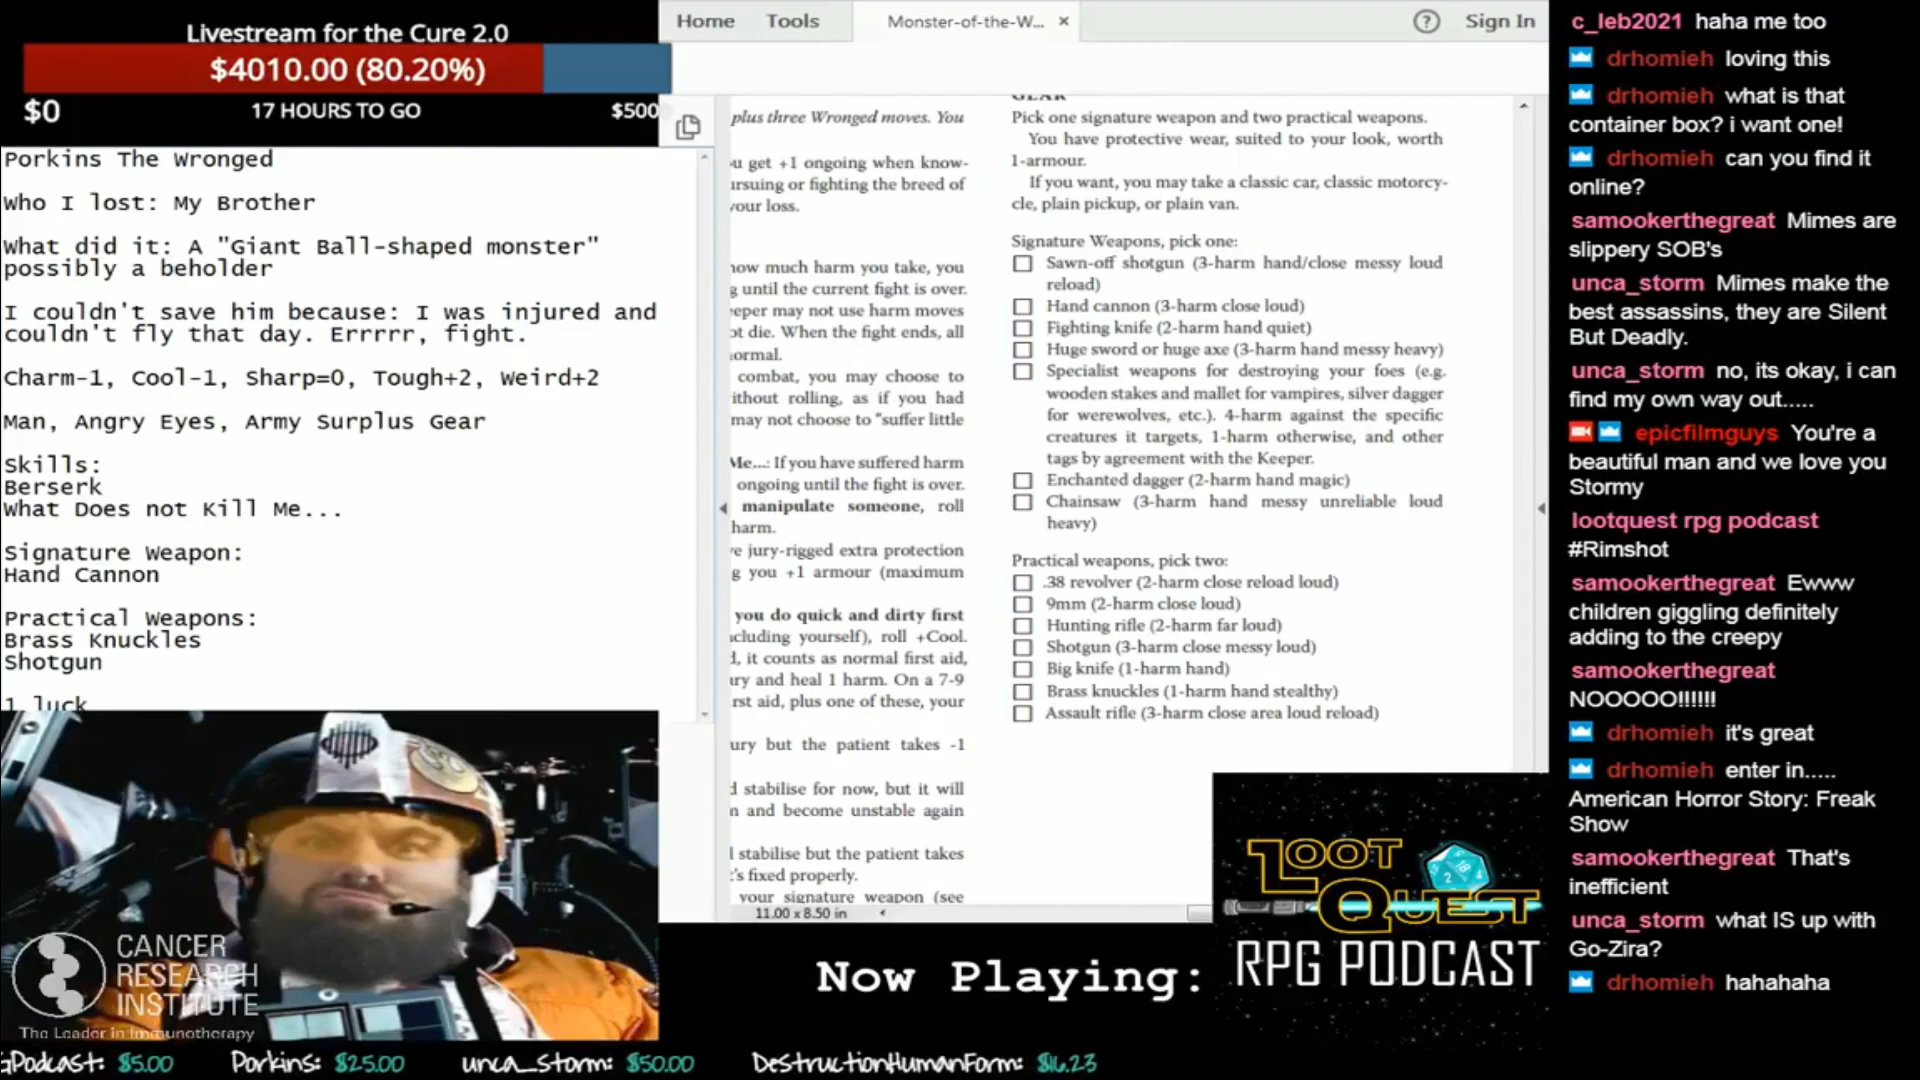 Livestream for the Cure 2.0
$4010.00 (80.20%)
$0
17 HOURS TO GO
$500
Porkins The Wronged
Who I lost: My Brother
What did it: A "Giant Ball-shaped monster"
possibly a beholder
I couldn't save him because: I was injured and
couldn't fly that day. Errrrr, fight.
Charm-1, Cool-1, Sharp=0, Tough+2, Weird+2
Man, Angry Eyes, Army Surplus Gear
Skills:
Berserk
What Does not Kill Me...
Signature Weapon:
Hand Cannon
Practical Weapons:
Brass Knuckles
Shotgun
1 luck
CANCER
RESEARCH
INSTITUTE
The Leader in Immunotherapy
Home
Tools
Monster-of-the-W...
×
?
Sign In
plus three Wronged moves. You
u get +1 ongoing when know-
ursuing or fighting the breed of
your loss.
how much harm you take, you
g until the current fight is over.
eeper may not use harm moves
ot die. When the fight ends, all
ormal.
combat, you may choose to
ithout rolling, as if you had
may not choose to "suffer little
Me...: If you have suffered harm
ongoing until the fight is over.
manipulate someone, roll
harm.
e jury-rigged extra protection
g you +1 armour (maximum
you do quick and dirty first
cluding yourself), roll +Cool.
d, it counts as normal first aid,
ury and heal 1 harm. On a 7-9
rst aid, plus one of these, your
ury but the patient takes -1
d stabilise for now, but it will
n and become unstable again
l stabilise but the patient takes
t's fixed properly.
your signature weapon (see
11.00 x 8.50 in
GEAR
Pick one signature weapon and two practical weapons.
You have protective wear, suited to your look, worth
1-armour.
If you want, you may take a classic car, classic motorcy-
cle, plain pickup, or plain van.
Signature Weapons, pick one:
Sawn-off shotgun (3-harm hand/close messy loud
reload)
Hand cannon (3-harm close loud)
Fighting knife (2-harm hand quiet)
Huge sword or huge axe (3-harm hand messy heavy)
Specialist weapons for destroying your foes (e.g.
wooden stakes and mallet for vampires, silver dagger
for werewolves, etc.). 4-harm against the specific
creatures it targets, 1-harm otherwise, and other
tags by agreement with the Keeper.
Enchanted dagger (2-harm hand magic)
Chainsaw (3-harm hand messy unreliable loud
heavy)
Practical weapons, pick two:
.38 revolver (2-harm close reload loud)
9mm (2-harm close loud)
Hunting rifle (2-harm far loud)
Shotgun (3-harm close messy loud)
Big knife (1-harm hand)
Brass knuckles (1-harm hand stealthy)
Assault rifle (3-harm close area loud reload)
Now Playing:
LOOT
QUEST
RPG PODCAST
c_leb2021 haha me too
drhomieh loving this
drhomieh what is that
container box? i want one!
drhomieh can you find it
online?
samookerthegreat Mimes are
slippery SOB's
unca_storm Mimes make the
best assassins, they are Silent
But Deadly.
unca_storm no, its okay, i can
find my own way out.....
epicfilmguys You're a
beautiful man and we love you
Stormy
lootquest rpg podcast
#Rimshot
samookerthegreat Ewww
children giggling definitely
adding to the creepy
samookerthegreat
NOOOOO!!!!!!
drhomieh it's great
drhomieh enter in.....
American Horror Story: Freak
Show
samookerthegreat That's
inefficient
unca_storm what IS up with
Go-Zira?
drhomieh hahahaha
GPodcast: $5.00 Porkins: $25.00 unca_storm: $50.00 DestructionHumanForm: $16.23